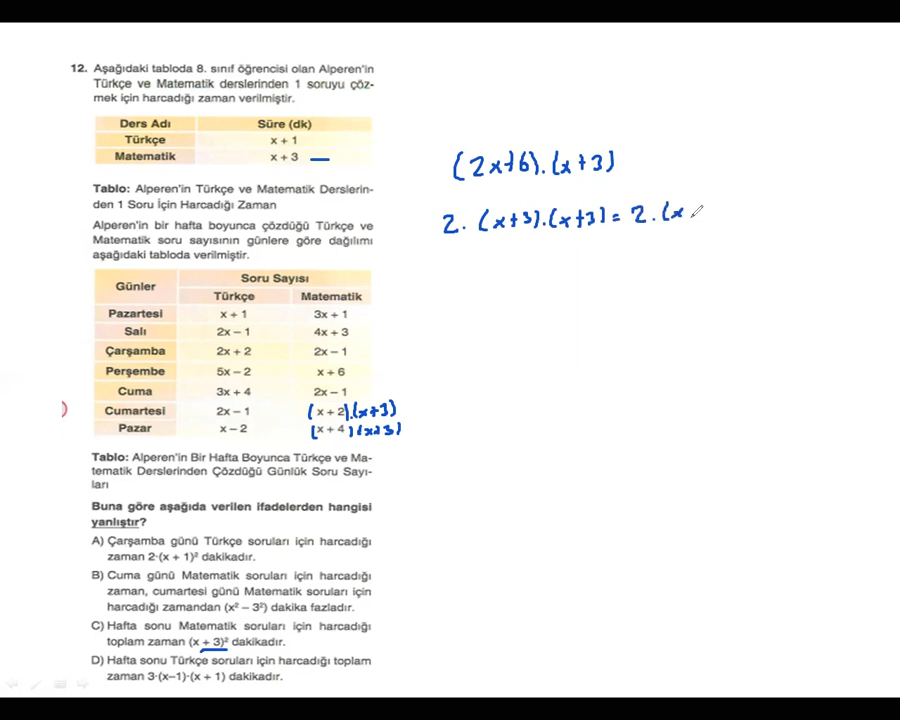 12. Aşağıdaki tabloda 8. sınıf öğrencisi olan Alperen'in
Türkçe ve Matematik derslerinden 1 soruyu çöz-
mek için harcadığı zaman verilmiştir.
Ders Adı Süre (dk)
Türkçe x + 1
Matematik x + 3
Tablo: Alperen'in Türkçe ve Matematik Derslerin-
den 1 Soru İçin Harcadığı Zaman
Alperen'in bir hafta boyunca çözdüğü Türkçe ve
Matematik soru sayısının günlere göre dağılımı
aşağıdaki tabloda verilmiştir.
Günler Soru Sayısı
Türkçe Matematik
Pazartesi x + 1 3x + 1
Salı 2x – 1 4x + 3
Çarşamba 2x + 2 2x – 1
Perşembe 5x – 2 x + 6
Cuma 3x + 4 2x – 1
Cumartesi 2x – 1 (x + 2).(x+3)
Pazar x – 2 (x + 4)(x+3)
Tablo: Alperen'in Bir Hafta Boyunca Türkçe ve Ma-
tematik Derslerinden Çözdüğü Günlük Soru Sayı-
ları
Buna göre aşağıda verilen ifadelerden hangisi
yanlıştır?
A) Çarşamba günü Türkçe soruları için harcadığı
zaman 2·(x + 1)² dakikadır.
B) Cuma günü Matematik soruları için harcadığı
zaman, cumartesi günü Matematik soruları için
harcadığı zamandan (x² – 3²) dakika fazladır.
C) Hafta sonu Matematik soruları için harcadığı
toplam zaman (x + 3)² dakikadır.
D) Hafta sonu Türkçe soruları için harcadığı toplam
zaman 3·(x–1)·(x + 1) dakikadır.
(2x+6).(x+3)
2.(x+3).(x+3) = 2.(x